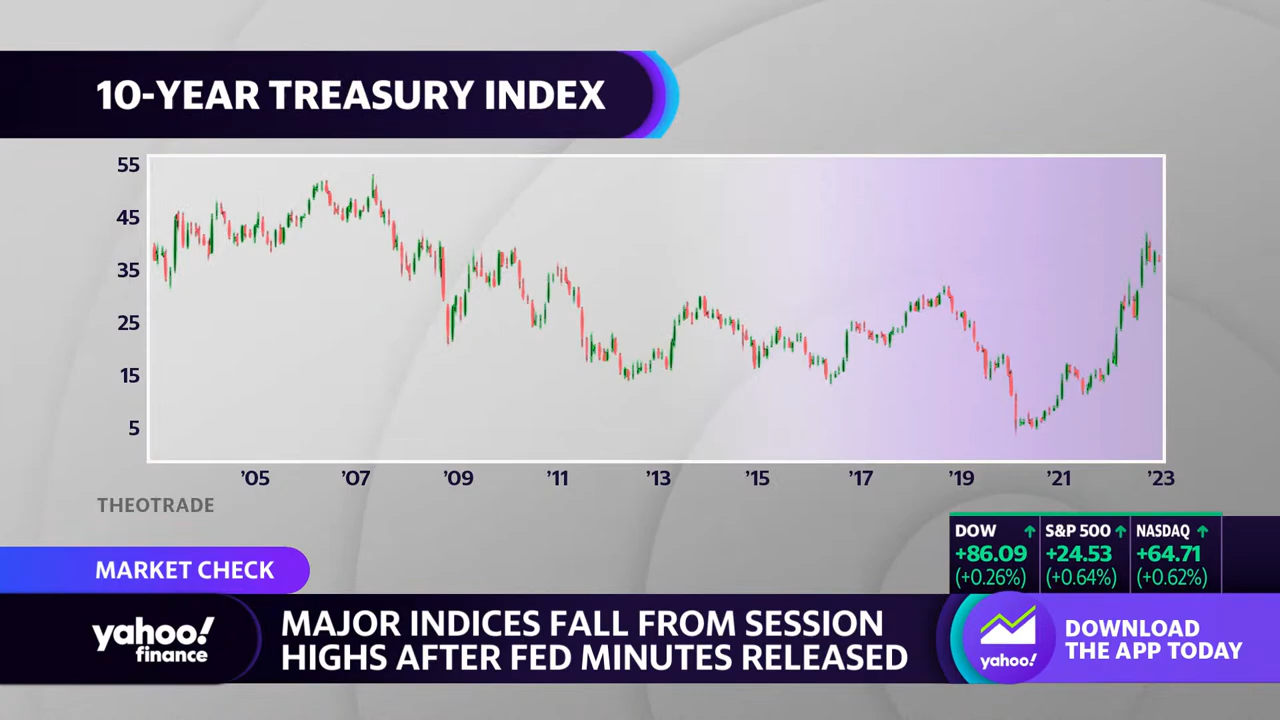 10-YEAR TREASURY INDEX
55
45
35
25
15
5
’05 ’07 ’09 ’11 ’13 ’15 ’17 ’19 ’21 ’23
THEOTRADE
DOW S&P 500 NASDAQ
+86.09 +24.53 +64.71
(+0.26%) (+0.64%) (+0.62%)
MARKET CHECK
yahoo!
finance
MAJOR INDICES FALL FROM SESSION
HIGHS AFTER FED MINUTES RELEASED
yahoo!
DOWNLOAD
THE APP TODAY